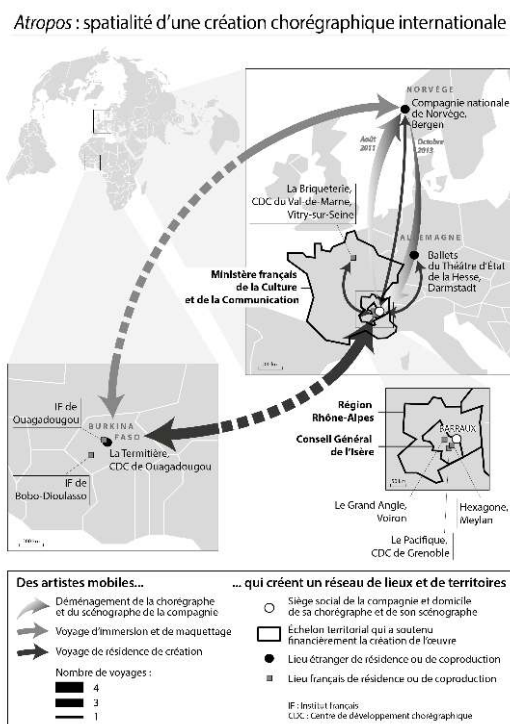 Atropos : spatialité d'une création chorégraphique internationale
NORVÈGE
Compagnie nationale
de Norvège,
Bergen
Août
2011
Octobre
2013
La Briqueterie,
CDC du Val-de-Marne,
Vitry-sur-Seine
ALLEMAGNE
Ballets
du Théâtre d'État
de la Hesse,
Darmstadt
Ministère français
de la Culture
et de la Communication
IF de
Ouagadougou
BURKINA
FASO
La Termitière,
CDC de Ouagadougou
IF de
Bobo-Dioulasso
Région
Rhône-Alpes
Conseil Général
de l'Isère
BARRAUX
Le Grand Angle,
Voiron
Hexagone,
Meylan
Le Pacifique,
CDC de Grenoble
Des artistes mobiles...
Déménagement de la chorégraphe
et du scénographe de la compagnie
Voyage d'immersion et de maquettage
Voyage de résidence de création
Nombre de voyages :
4
3
1
... qui créent un réseau de lieux et de territoires
Siège social de la compagnie et domicile
de sa chorégraphe et de son scénographe
Échelon territorial qui a soutenu
financièrement la création de l'œuvre
Lieu étranger de résidence ou de coproduction
Lieu français de résidence ou de coproduction
IF : Institut français
CDC : Centre de développement chorégraphique